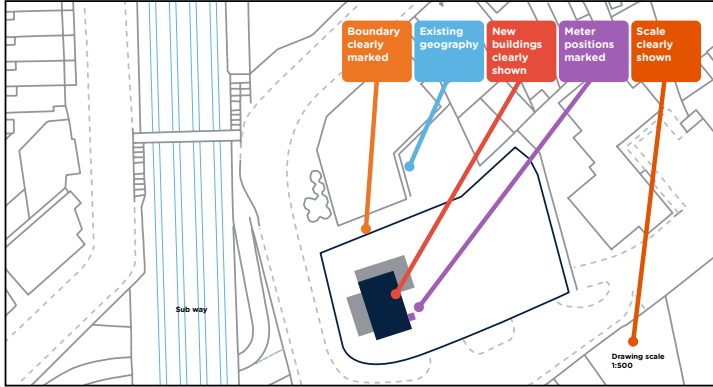 Boundary
clearly
marked
Existing
geography
New
buildings
clearly
shown
Meter
positions
marked
Scale
clearly
shown
Sub way
Drawing scale
1:500